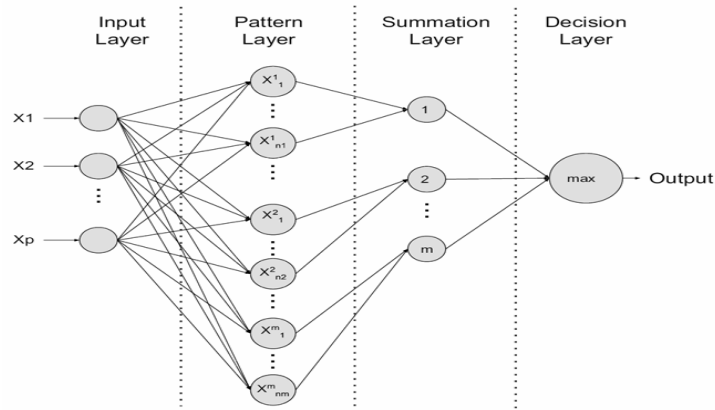 Input Layer
Pattern Layer
Summation Layer
Decision Layer
X1
X2
Xp
X¹₁
X¹ₙ₁
X²₁
X²ₙ₂
Xᵐ₁
Xᵐₙₘ
1
2
m
max
Output